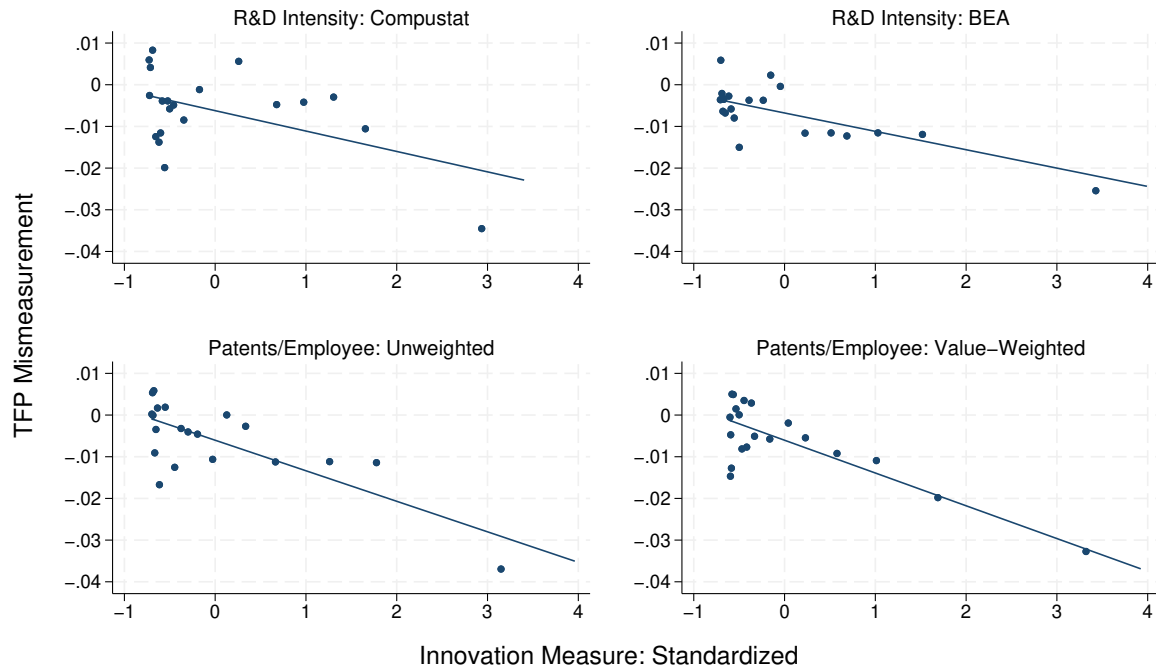 R&D Intensity: Compustat
.01
0
−.01
−.02
−.03
−.04
−1 0 1 2 3 4
R&D Intensity: BEA
.01
0
−.01
−.02
−.03
−.04
−1 0 1 2 3 4
Patents/Employee: Unweighted
.01
0
−.01
−.02
−.03
−.04
−1 0 1 2 3 4
Patents/Employee: Value−Weighted
.01
0
−.01
−.02
−.03
−.04
−1 0 1 2 3 4
TFP Mismeasurement
Innovation Measure: Standardized